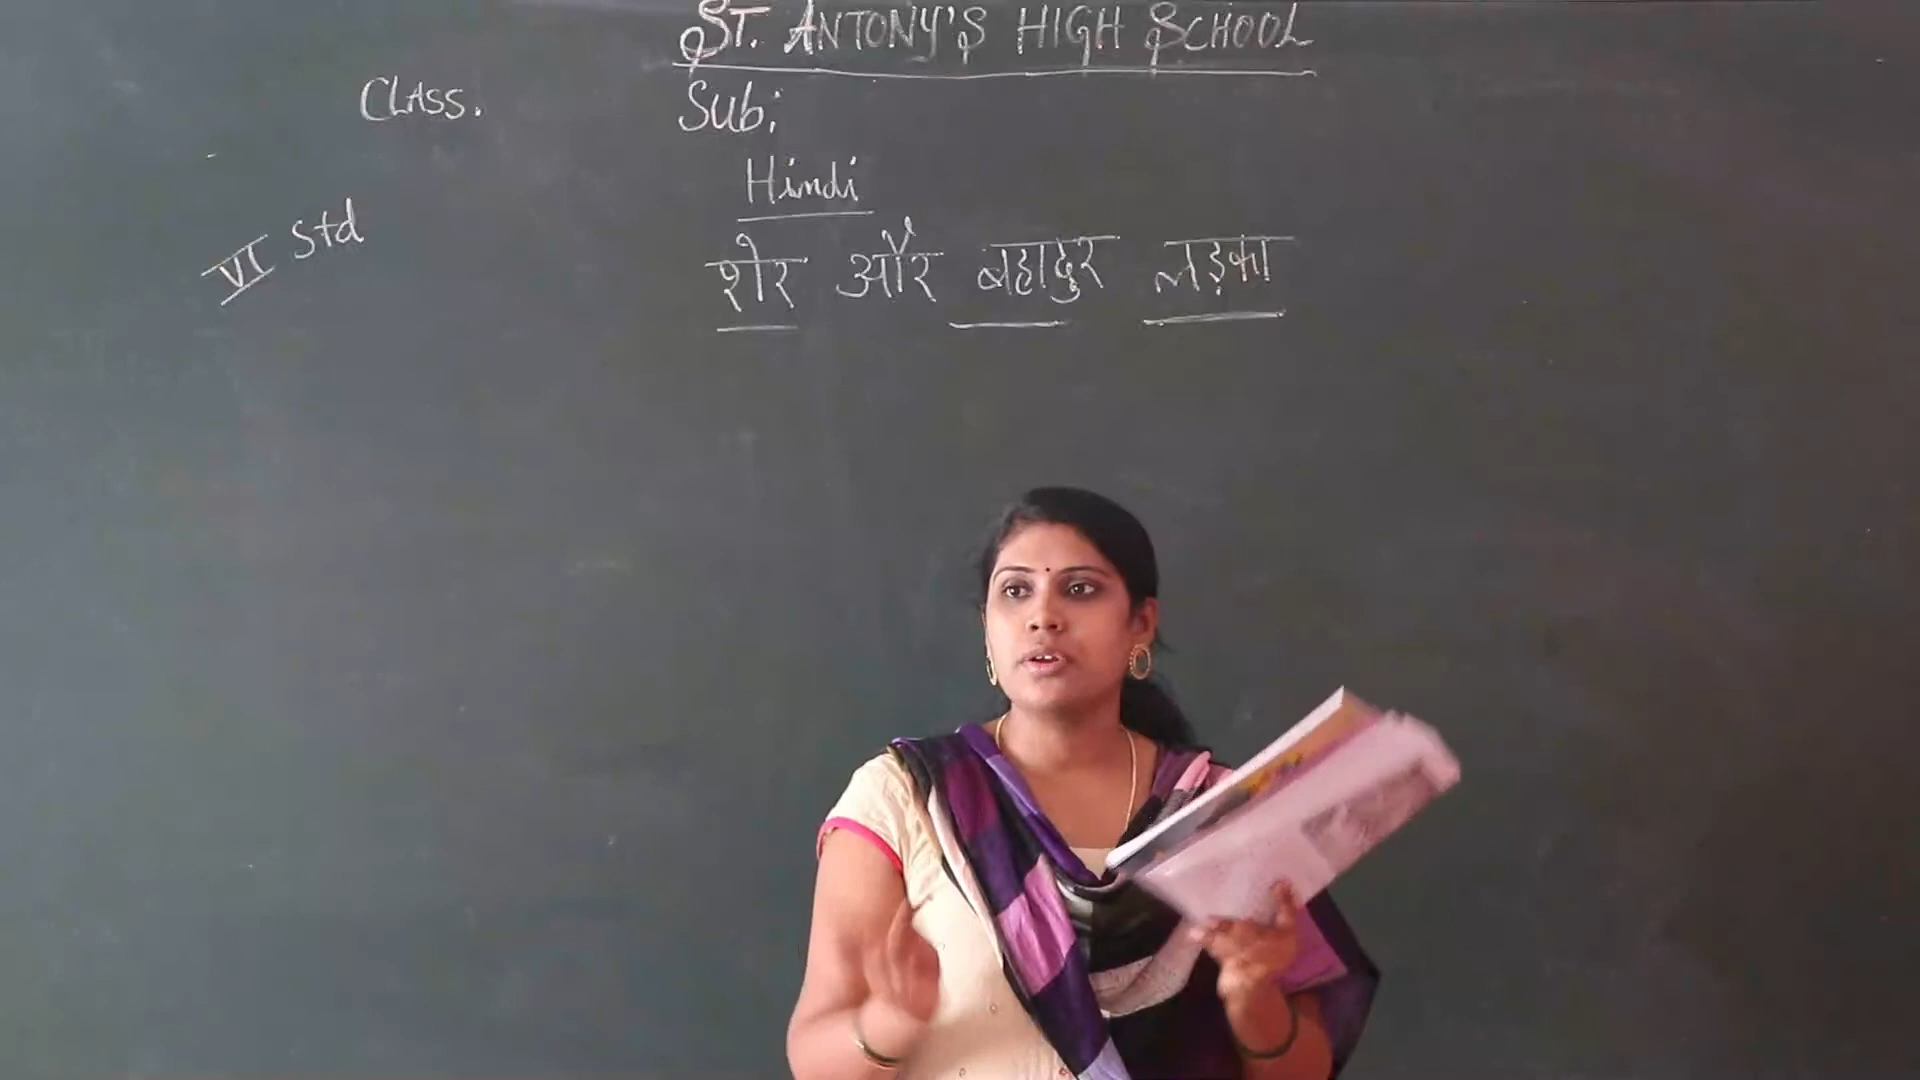 ST. ANTONY'S HIGH SCHOOL
CLASS. Sub:
Hindi
VI Std
शेर और बहादुर लड़का